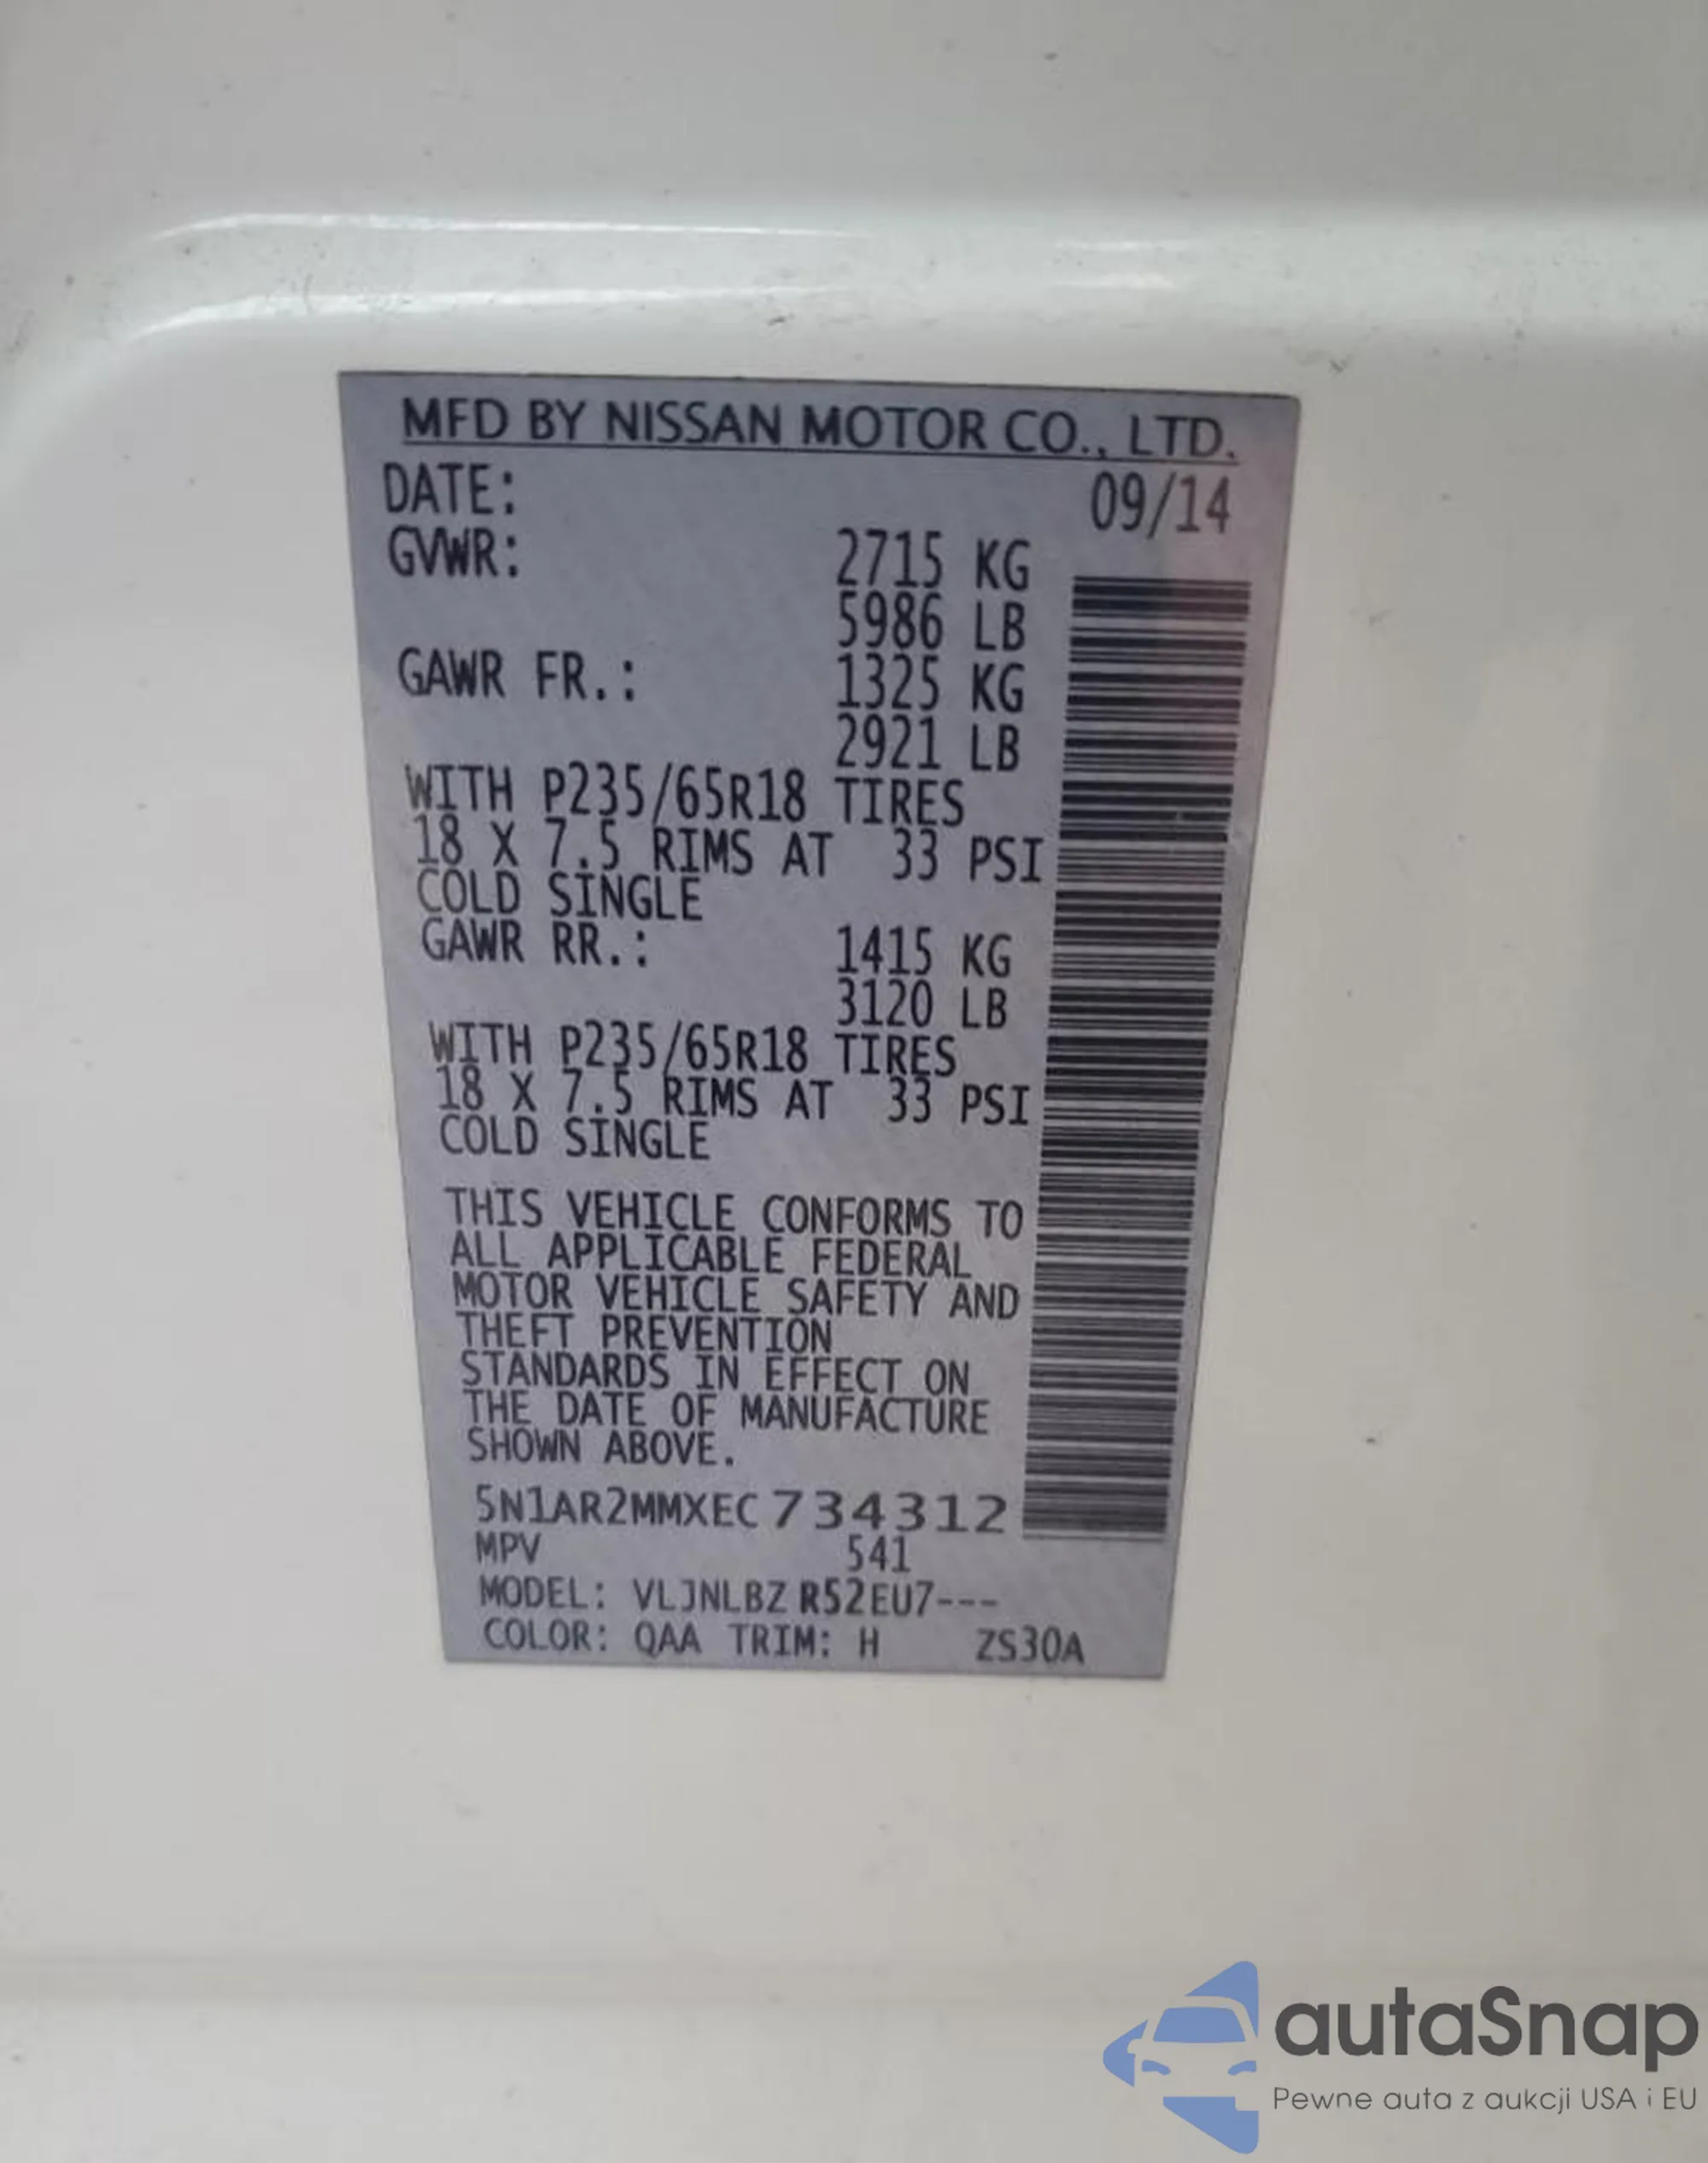 MFD BY NISSAN MOTOR CO., LTD.
DATE: 09/14
GVWR: 2715 KG
5986 LB
GAWR FR.: 1325 KG
2921 LB
WITH P235/65R18 TIRES
18 X 7.5 RIMS AT 33 PSI
COLD SINGLE
GAWR RR.: 1415 KG
3120 LB
WITH P235/65R18 TIRES
18 X 7.5 RIMS AT 33 PSI
COLD SINGLE
THIS VEHICLE CONFORMS TO
ALL APPLICABLE FEDERAL
MOTOR VEHICLE SAFETY AND
THEFT PREVENTION
STANDARDS IN EFFECT ON
THE DATE OF MANUFACTURE
SHOWN ABOVE.
5N1AR2MMXEC734312
MPV 541
MODEL: VLJNLBZ R52EU7---
COLOR: QAA TRIM: H ZS30A
autaSnap
Pewne auta z aukcji USA i EU